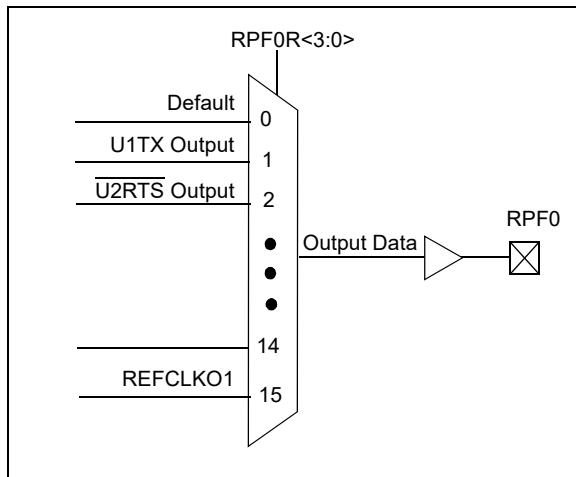 RPF0R<3:0>
Default
0
U1TX Output
1
U2RTS Output
2
RPF0
Output Data
14
REFCLKO1
15